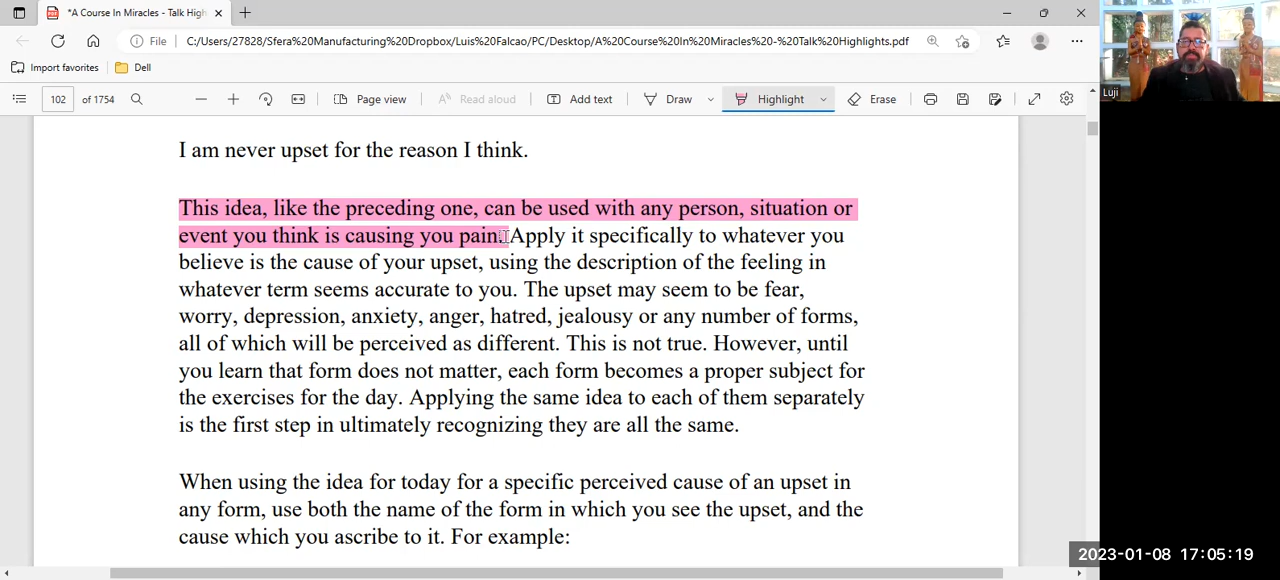 *A Course In Miracles - Talk High
File
C:/Users/27828/Sfera%20Manufacturing%20Dropbox/Luis%20Falcao/PC/Desktop/A%20Course%20In%20Miracles%20-%20Talk%20Highlights.pdf
Import favorites
Dell
102 of 1754
Page view
Read aloud
Add text
Draw
Highlight
Erase
Luji
I am never upset for the reason I think.
This idea, like the preceding one, can be used with any person, situation or
event you think is causing you pain. Apply it specifically to whatever you
believe is the cause of your upset, using the description of the feeling in
whatever term seems accurate to you. The upset may seem to be fear,
worry, depression, anxiety, anger, hatred, jealousy or any number of forms,
all of which will be perceived as different. This is not true. However, until
you learn that form does not matter, each form becomes a proper subject for
the exercises for the day. Applying the same idea to each of them separately
is the first step in ultimately recognizing they are all the same.
When using the idea for today for a specific perceived cause of an upset in
any form, use both the name of the form in which you see the upset, and the
cause which you ascribe to it. For example:
2023-01-08 17:05:19